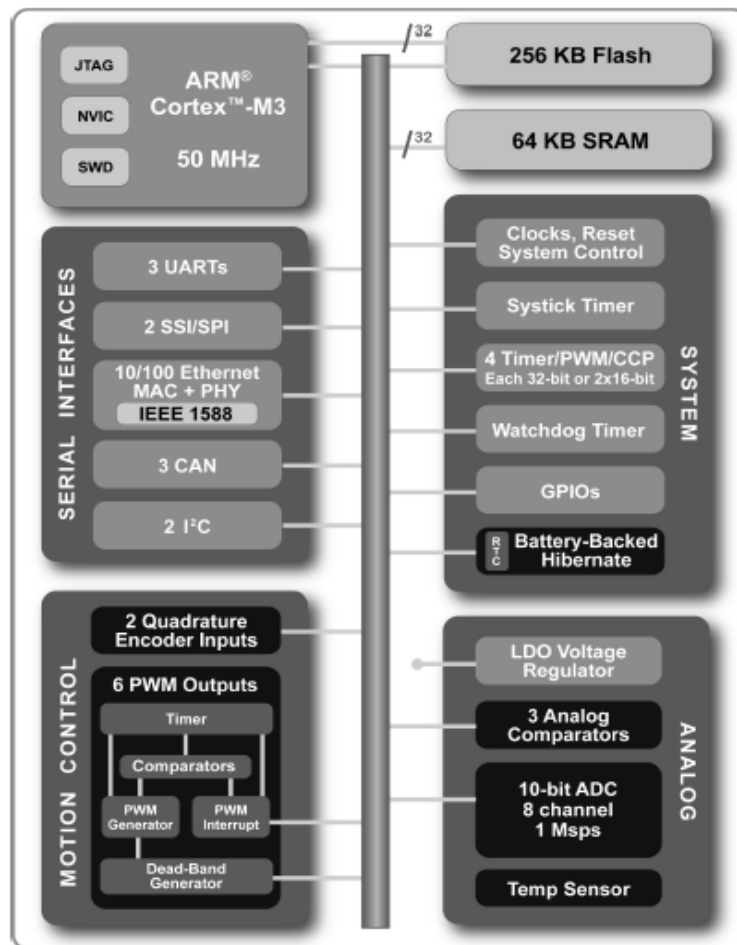 JTAG
NVIC
SWD
ARM®
Cortex™-M3
50 MHz
32
256 KB Flash
32
64 KB SRAM
SERIAL INTERFACES
3 UARTs
2 SSI/SPI
10/100 Ethernet
MAC + PHY
IEEE 1588
3 CAN
2 I²C
SYSTEM
Clocks, Reset
System Control
Systick Timer
4 Timer/PWM/CCP
Each 32-bit or 2x16-bit
Watchdog Timer
GPIOs
RTC
Battery-Backed
Hibernate
MOTION CONTROL
2 Quadrature
Encoder Inputs
6 PWM Outputs
Timer
Comparators
PWM
Generator
PWM
Interrupt
Dead-Band
Generator
ANALOG
LDO Voltage
Regulator
3 Analog
Comparators
10-bit ADC
8 channel
1 Msps
Temp Sensor